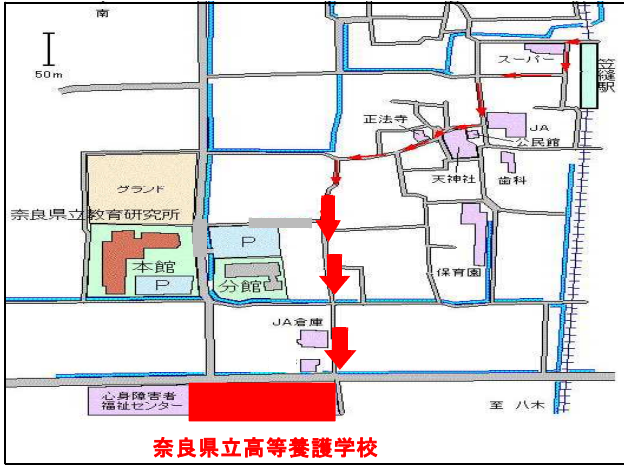 南
50m
スーパー
笠縫駅
正法寺
JA
公民館
天神社
歯科
グランド
奈良県立教育研究所
P
本館
P
分館
保育園
JA倉庫
心身障害者
福祉センター
至 八木
奈良県立高等養護学校